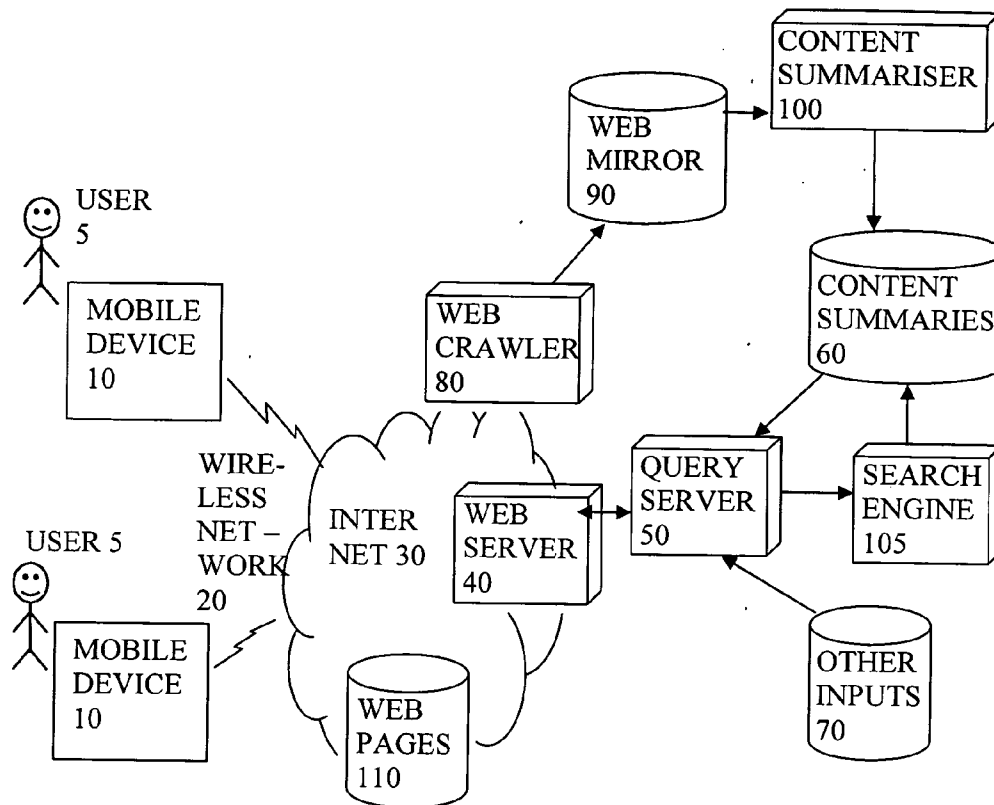 CONTENT
SUMMARISER
100
WEB
MIRROR
90
USER
5
MOBILE
DEVICE
10
WEB
CRAWLER
80
CONTENT
SUMMARIES
60
WIRE-
LESS
NET –
WORK
20
INTER
NET 30
WEB
SERVER
40
QUERY
SERVER
50
SEARCH
ENGINE
105
USER 5
MOBILE
DEVICE
10
WEB
PAGES
110
OTHER
INPUTS
70